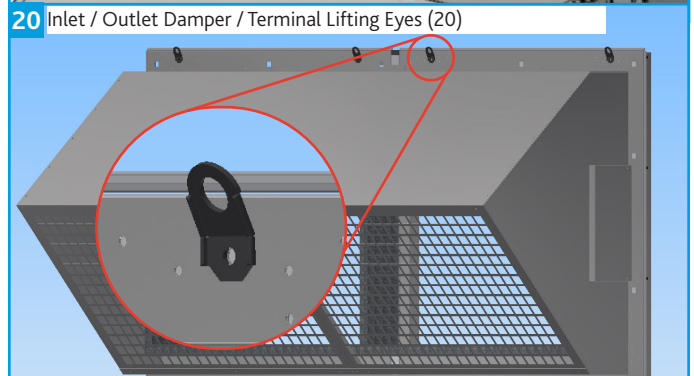 20 Inlet / Outlet Damper / Terminal Lifting Eyes (20)